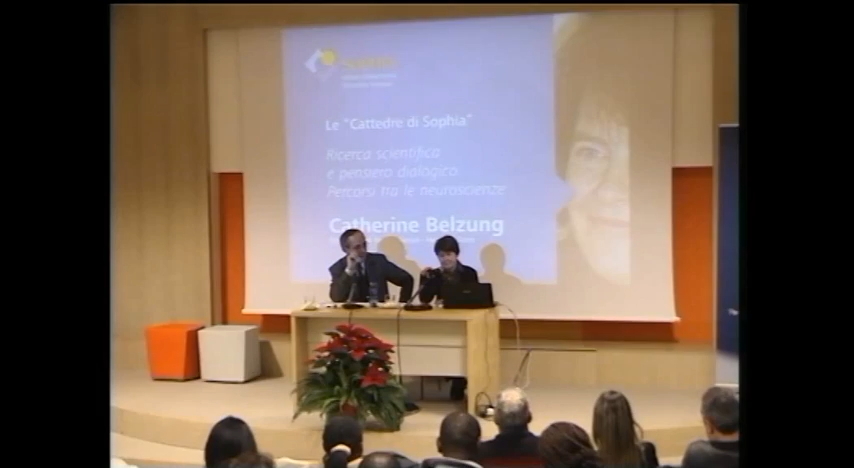 Le "Cattedre di Sophia"
Ricerca scientifica
e pensiero dialogico.
Percorsi tra le neuroscienze
Catherine Belzung